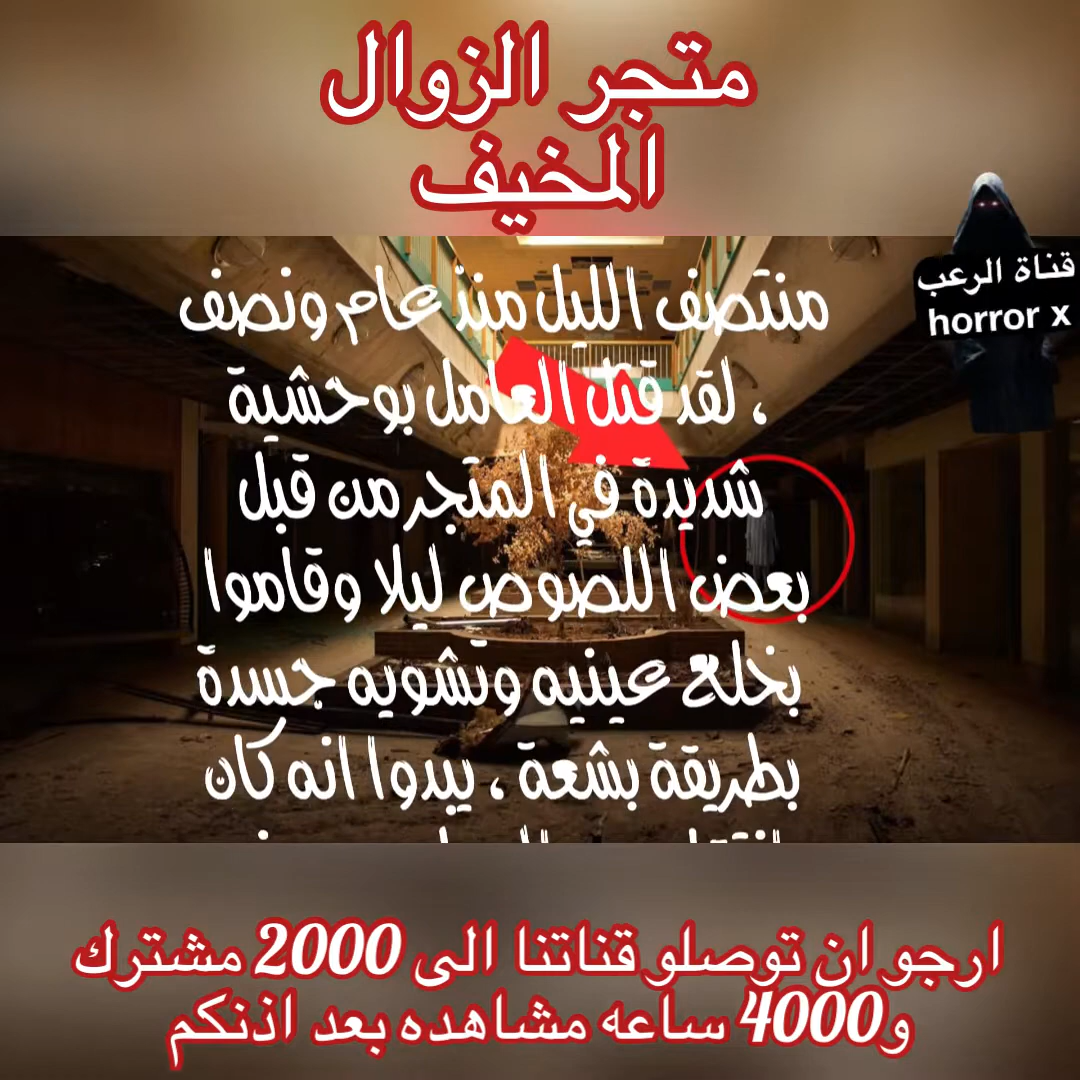 متجر الزوال
المخيف
قناة الرعب
horror x
منتصف الليل منذ عام ونصف
، لقد قتل العامل بوحشية
شديدة في المتجر من قبل
بعض اللصوص ليلا وقاموا
بخلع عينيه وتشويه جسدة
بطريقة بشعة ، يبدوا انه كان
ارجو ان توصلو قناتنا الى 2000 مشترك
و4000 ساعه مشاهده بعد اذنكم